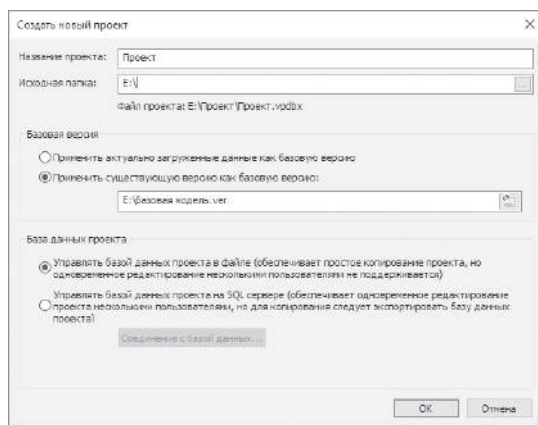 Создать новый проект
Название проекта: Проект
Исходная папка: E:\
...
Файл проекта: E:\Проект\Проект.vpdbx
Базовая версия
Применить актуально загруженные данные как базовую версию
Применить существующую версию как базовую версию:
E:\базовая модель.ver
База данных проекта
Управлять базой данных проекта в файле (обеспечивает простое копирование проекта, но
одновременное редактирование несколькими пользователями не поддерживается)
Управлять базой данных проекта на SQL сервере (обеспечивает одновременное редактирование
проекта несколькими пользователями, но для копирования следует экспортировать базу данных
проекта)
Соединение с базой данных...
OK Отмена